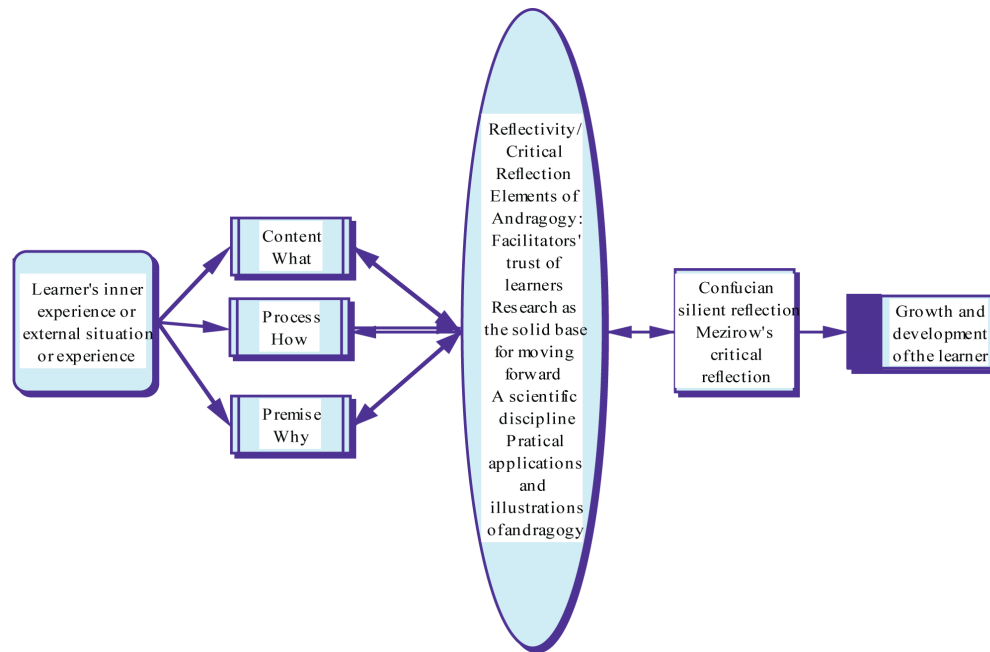 Learner's inner
experience or
external situation
or experience
Content
What
Process
How
Premise
Why
Reflectivity/
Critical
Reflection
Elements of
Andragogy:
Facilitators'
trust of
learners
Research as
the solid base
for moving
forward
A scientific
discipline
Pratical
applications
and
illustrations
ofandragogy
Confucian
silient reflection
Mezirow's
critical
reflection
Growth and
development
ofthe learner